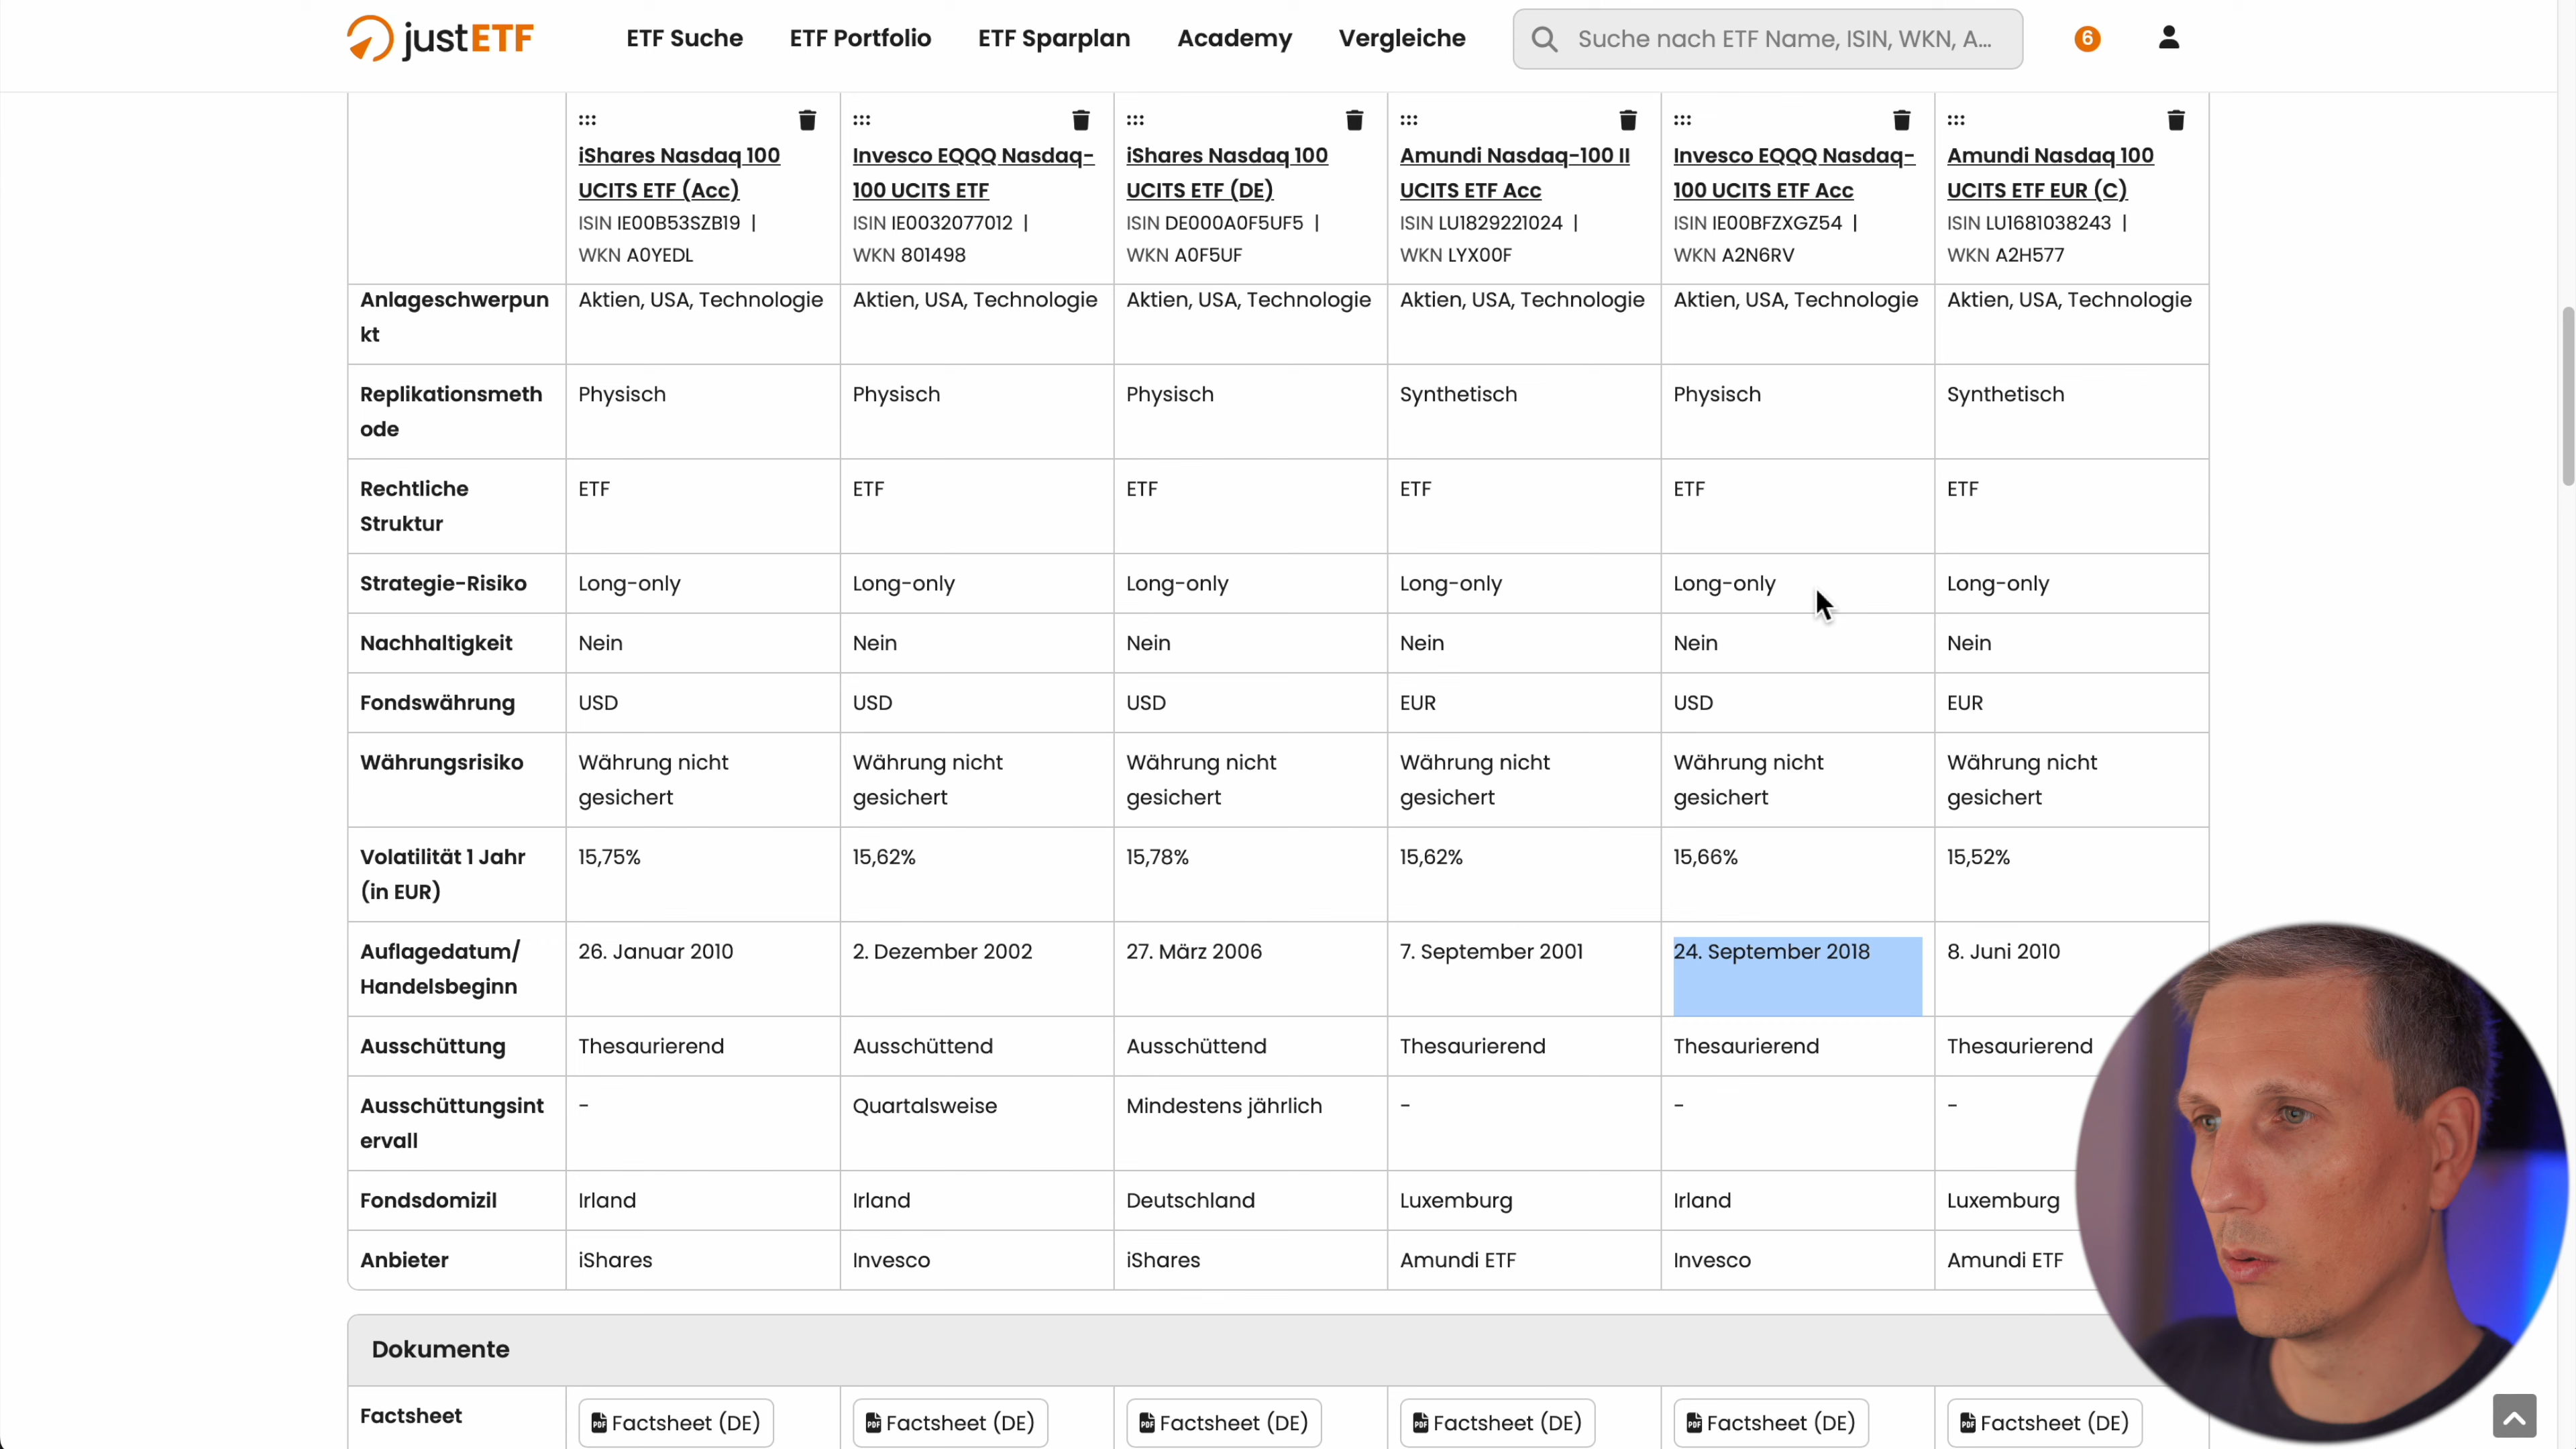 justETF ETF Suche ETF Portfolio ETF Sparplan Academy Vergleiche Suche nach ETF Name, ISIN, WKN, A... 6
iShares Nasdaq 100 Invesco EQQQ Nasdaq- iShares Nasdaq 100 Amundi Nasdaq-100 II Invesco EQQQ Nasdaq- Amundi Nasdaq 100
UCITS ETF (Acc) 100 UCITS ETF UCITS ETF (DE) UCITS ETF Acc 100 UCITS ETF Acc UCITS ETF EUR (C)
ISIN IE00B53SZB19 | ISIN IE0032077012 | ISIN DE000A0F5UF5 | ISIN LU1829221024 | ISIN IE00BFZXGZ54 | ISIN LU1681038243 |
WKN A0YEDL WKN 801498 WKN A0F5UF WKN LYX00F WKN A2N6RV WKN A2H577
Anlageschwerpun Aktien, USA, Technologie Aktien, USA, Technologie Aktien, USA, Technologie Aktien, USA, Technologie Aktien, USA, Technologie Aktien, USA, Technologie
kt
Replikationsmeth Physisch Physisch Physisch Synthetisch Physisch Synthetisch
ode
Rechtliche ETF ETF ETF ETF ETF ETF
Struktur
Strategie-Risiko Long-only Long-only Long-only Long-only Long-only Long-only
Nachhaltigkeit Nein Nein Nein Nein Nein Nein
Fondswährung USD USD USD EUR USD EUR
Währungsrisiko Währung nicht Währung nicht Währung nicht Währung nicht Währung nicht Währung nicht
gesichert gesichert gesichert gesichert gesichert gesichert
Volatilität 1 Jahr 15,75% 15,62% 15,78% 15,62% 15,66% 15,52%
(in EUR)
Auflagedatum/ 26. Januar 2010 2. Dezember 2002 27. März 2006 7. September 2001 24. September 2018 8. Juni 2010
Handelsbeginn
Ausschüttung Thesaurierend Ausschüttend Ausschüttend Thesaurierend Thesaurierend Thesaurierend
Ausschüttungsint - Quartalsweise Mindestens jährlich - - -
ervall
Fondsdomizil Irland Irland Deutschland Luxemburg Irland Luxemburg
Anbieter iShares Invesco iShares Amundi ETF Invesco Amundi ETF
Dokumente
Factsheet Factsheet (DE) Factsheet (DE) Factsheet (DE) Factsheet (DE) Factsheet (DE) Factsheet (DE)